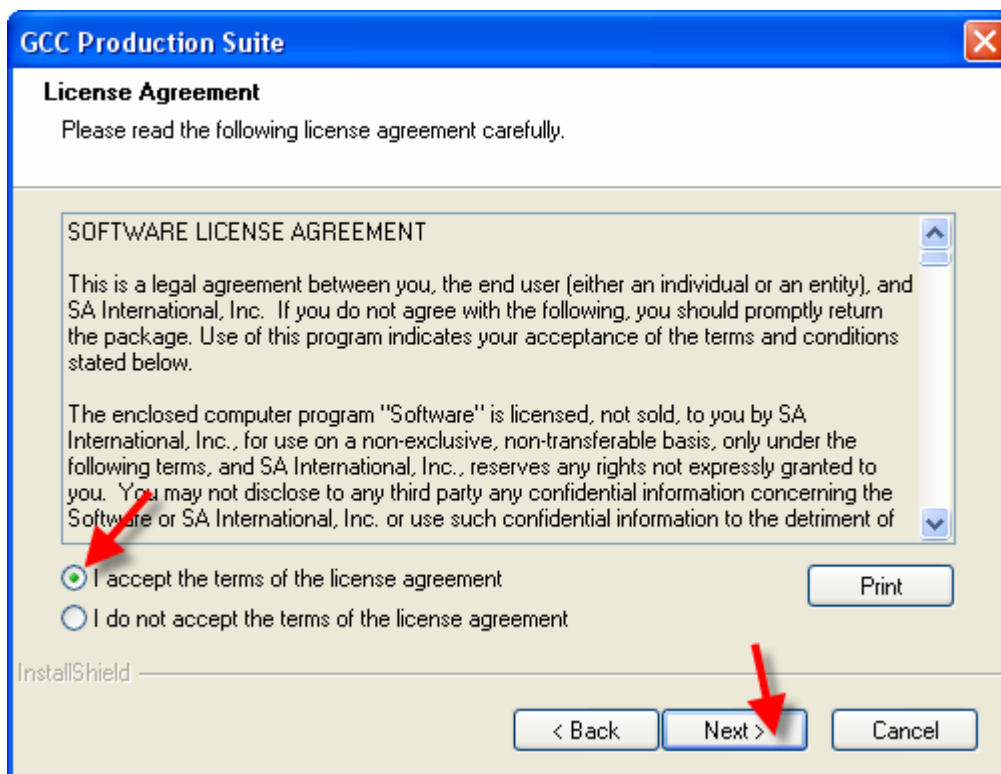 GCC Production Suite
License Agreement
Please read the following license agreement carefully.
SOFTWARE LICENSE AGREEMENT
This is a legal agreement between you, the end user (either an individual or an entity), and
SA International, Inc.  If you do not agree with the following, you should promptly return
the package. Use of this program indicates your acceptance of the terms and conditions
stated below.
The enclosed computer program "Software" is licensed, not sold, to you by SA
International, Inc., for use on a non-exclusive, non-transferable basis, only under the
following terms, and SA International, Inc., reserves any rights not expressly granted to
you.  You may not disclose to any third party any confidential information concerning the
Software or SA International, Inc. or use such confidential information to the detriment of
I accept the terms of the license agreement
Print
I do not accept the terms of the license agreement
InstallShield
< Back Next > Cancel